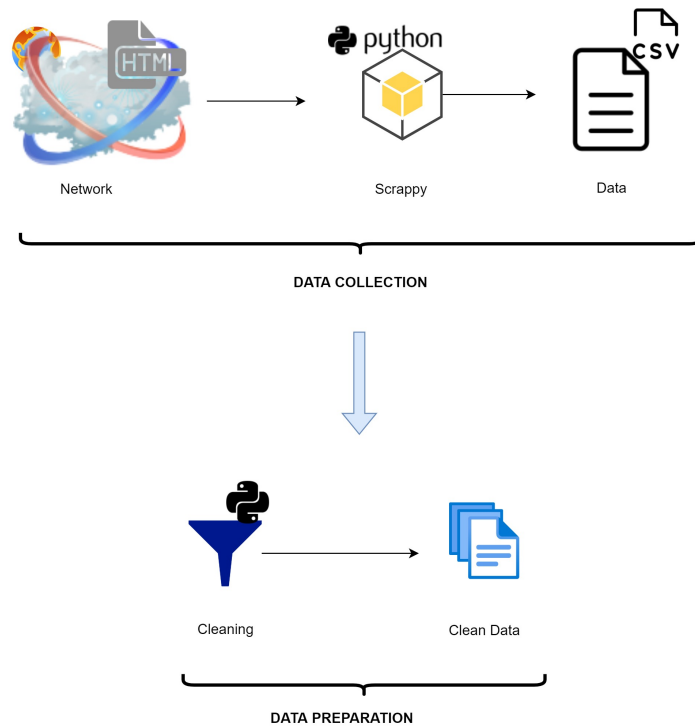 HTML
python
CSV
Network
Scrappy
Data
DATA COLLECTION
Cleaning
Clean Data
DATA PREPARATION